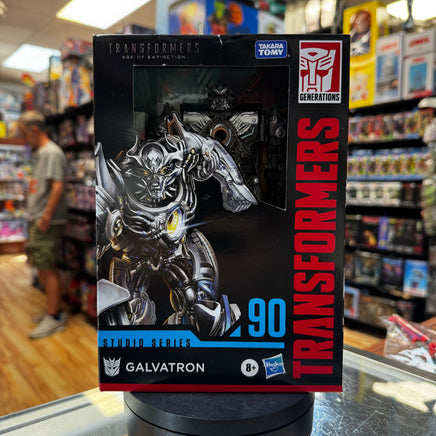 TRANSFORMERS
AGE OF EXTINCTION
TAKARA
TOMY
GENERATIONS
TRANSFORMERS
90
STUDIO SERIES
GALVATRON
8+
Hasbro